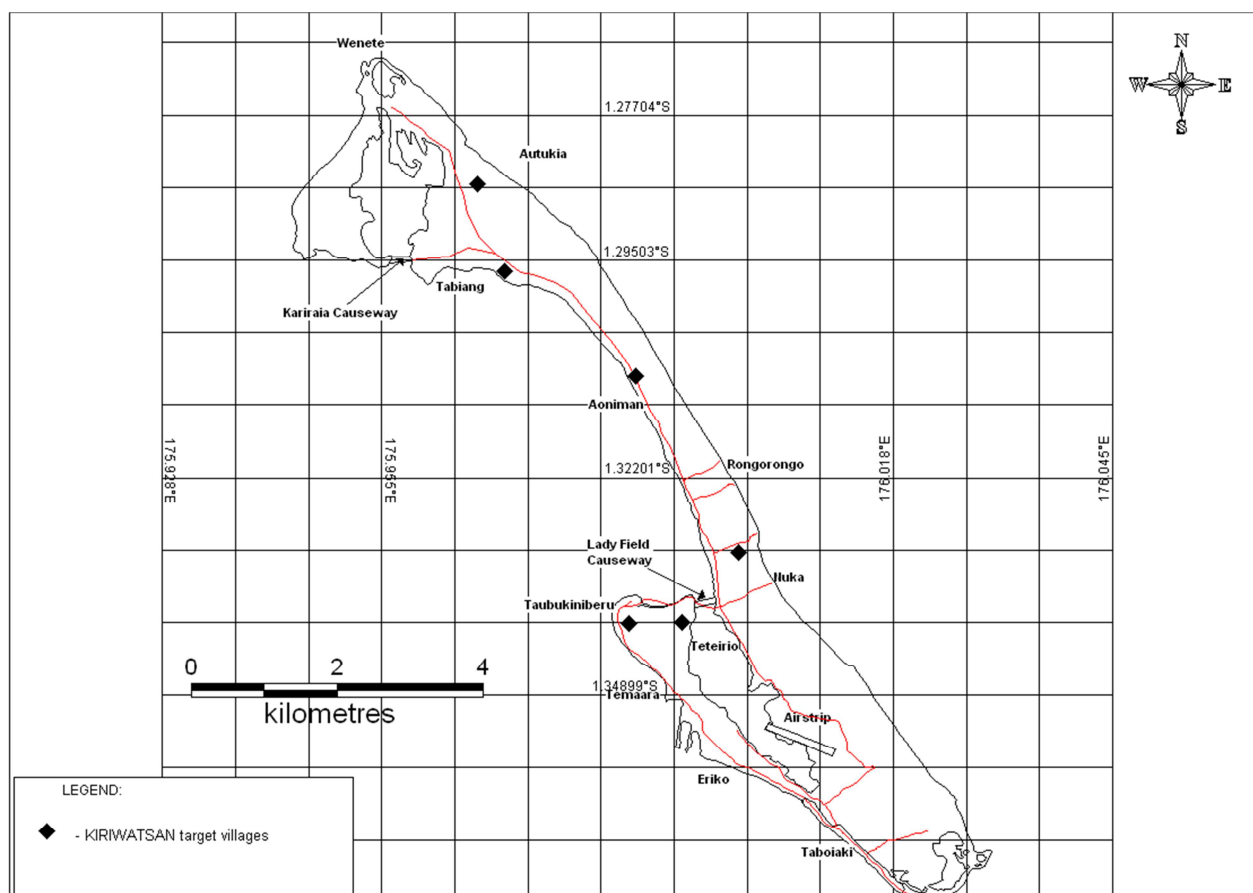 Wenete
N
W E
S
1.27704°S
Autukia
1.29503°S
Tabiang
Kariraia Causeway
Aoniman
175.928°E
175.955°E
Rongorongo
1.32201°S
176.018°E
176.045°E
Lady Field
Causeway
Nuka
Taubukiniberu
Teteirio
0 2 4
kilometres
1.34899°S
Temaara
Airstrip
Eriko
LEGEND:
- KIRIWATSAN target villages
Taboiaki